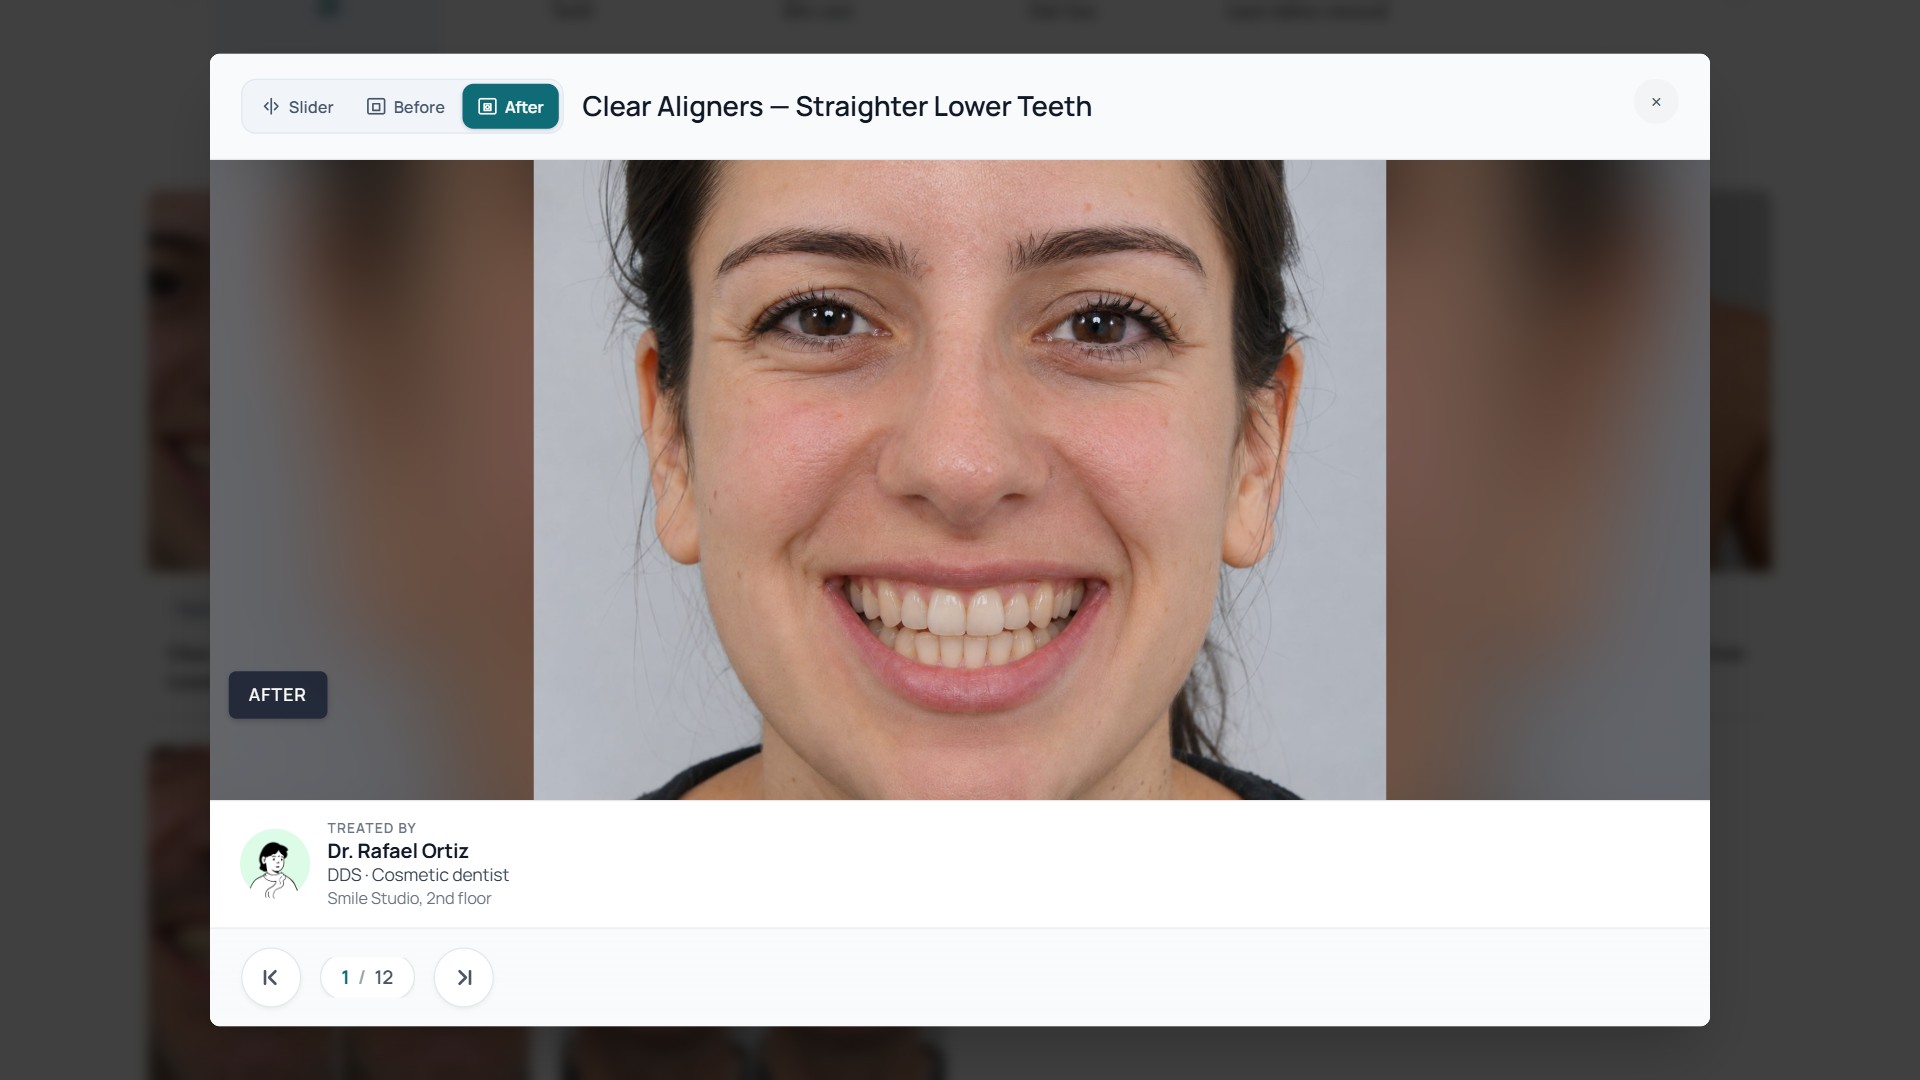 Slider
Before
After
Clear Aligners — Straighter Lower Teeth
AFTER
TREATED BY
Dr. Rafael Ortiz
DDS · Cosmetic dentist
Smile Studio, 2nd floor
1 / 12